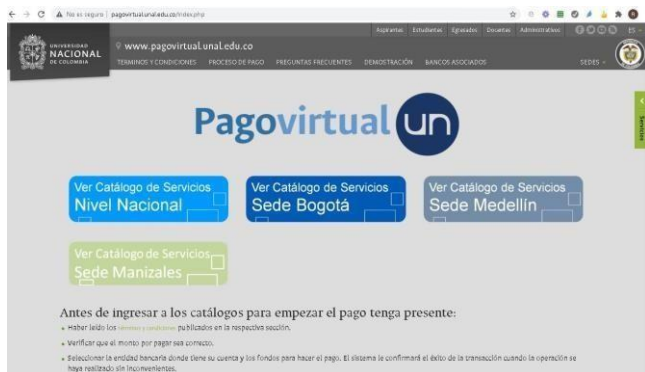 No es seguro | pagovirtual.unal.edu.co/index.php
Aspirantes Estudiantes Egresados Docentes Administrativos ES
UNIVERSIDAD
NACIONAL
DE COLOMBIA
www.pagovirtual.unal.edu.co
TERMINOS Y CONDICIONES PROCESO DE PAGO PREGUNTAS FRECUENTES DEMOSTRACIÓN BANCOS ASOCIADOS SEDES
Servicios
Pagovirtual un
Ver Catálogo de Servicios
Nivel Nacional
Ver Catálogo de Servicios
Sede Bogotá
Ver Catálogo de Servicios
Sede Medellín
Ver Catálogo de Servicios
Sede Manizales
Antes de ingresar a los catálogos para empezar el pago tenga presente:
Haber leído los términos y condiciones publicados en la respectiva sección.
Verificar que el monto por pagar sea correcto.
Seleccionar la entidad bancaria donde tiene su cuenta y los fondos para hacer el pago. El sistema le confirmará el éxito de la transacción cuando la operación se
haya realizado sin inconvenientes.